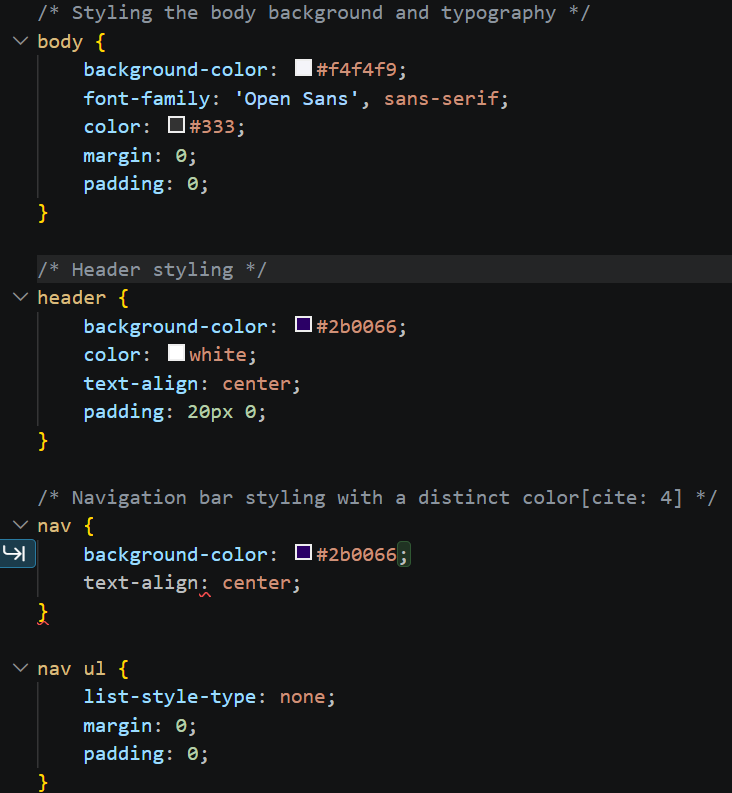 /* Styling the body background and typography */
body {
    background-color: #f4f4f9;
    font-family: 'Open Sans', sans-serif;
    color: #333;
    margin: 0;
    padding: 0;
}

/* Header styling */
header {
    background-color: #2b0066;
    color: white;
    text-align: center;
    padding: 20px 0;
}

/* Navigation bar styling with a distinct color[cite: 4] */
nav {
    background-color: #2b0066;
    text-align: center;
}

nav ul {
    list-style-type: none;
    margin: 0;
    padding: 0;
}